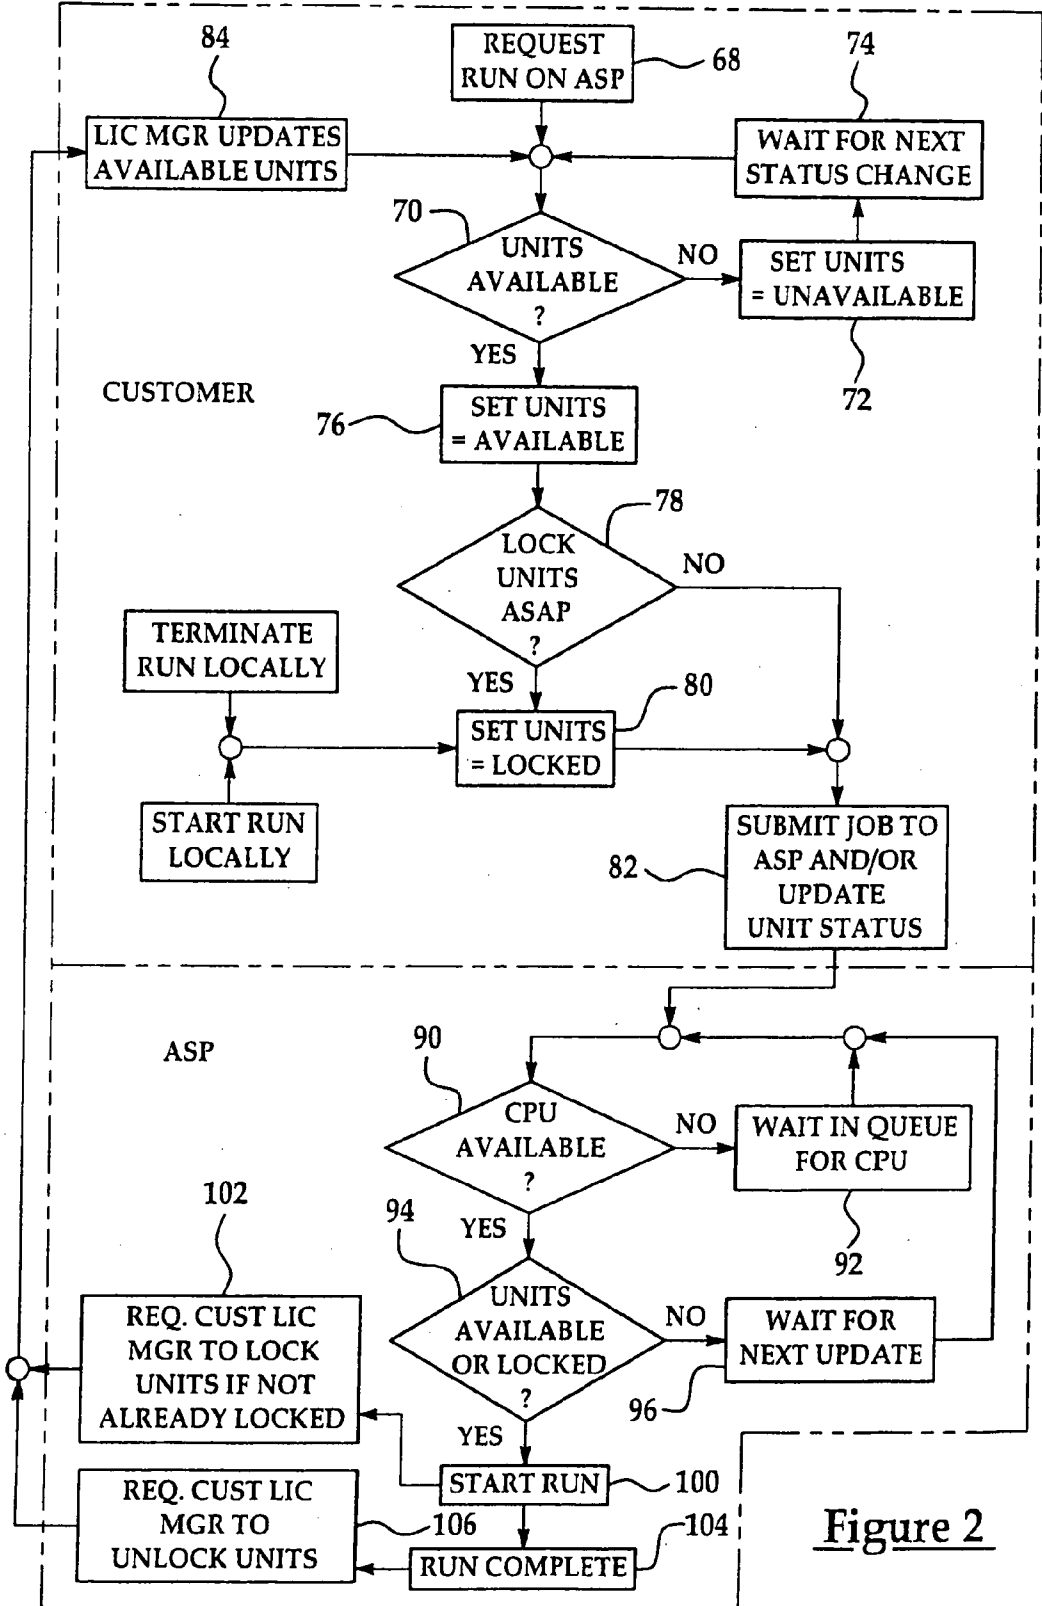 84
REQUEST
RUN ON ASP
68
74
LIC MGR UPDATES
AVAILABLE UNITS
WAIT FOR NEXT
STATUS CHANGE
70
UNITS
AVAILABLE
?
NO
SET UNITS
= UNAVAILABLE
72
YES
CUSTOMER
76
SET UNITS
= AVAILABLE
78
LOCK
UNITS
ASAP
?
NO
TERMINATE
RUN LOCALLY
YES
80
SET UNITS
= LOCKED
START RUN
LOCALLY
82
SUBMIT JOB TO
ASP AND/OR
UPDATE
UNIT STATUS
ASP
90
CPU
AVAILABLE
?
NO
WAIT IN QUEUE
FOR CPU
92
YES
102
94
UNITS
AVAILABLE
OR LOCKED
?
NO
WAIT FOR
NEXT UPDATE
96
REQ. CUST LIC
MGR TO LOCK
UNITS IF NOT
ALREADY LOCKED
YES
START RUN
100
REQ. CUST LIC
MGR TO
UNLOCK UNITS
106
104
RUN COMPLETE
Figure 2